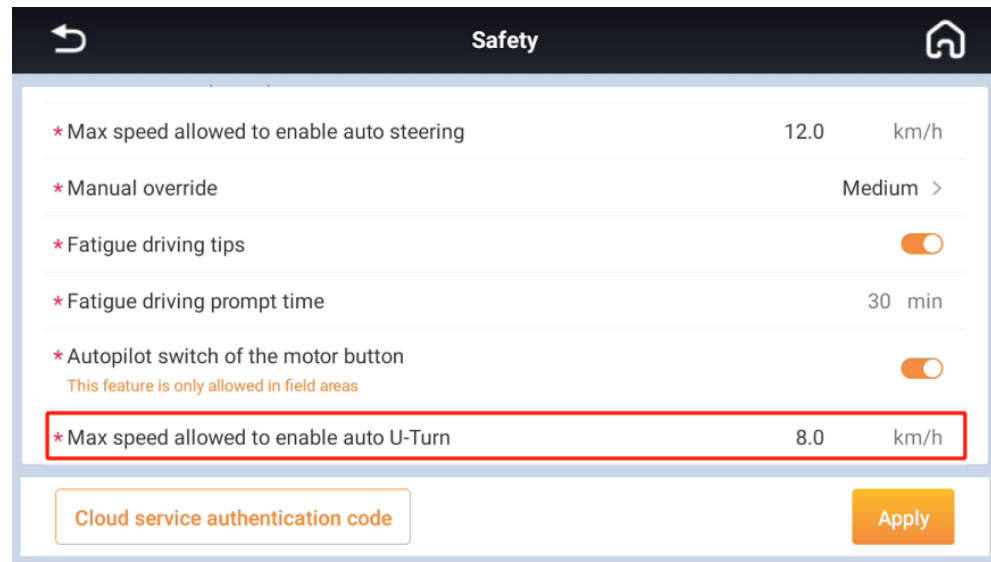 Safety
* Max speed allowed to enable auto steering 12.0 km/h
* Manual override Medium >
* Fatigue driving tips
* Fatigue driving prompt time 30 min
* Autopilot switch of the motor button
This feature is only allowed in field areas
* Max speed allowed to enable auto U-Turn 8.0 km/h
Cloud service authentication code
Apply